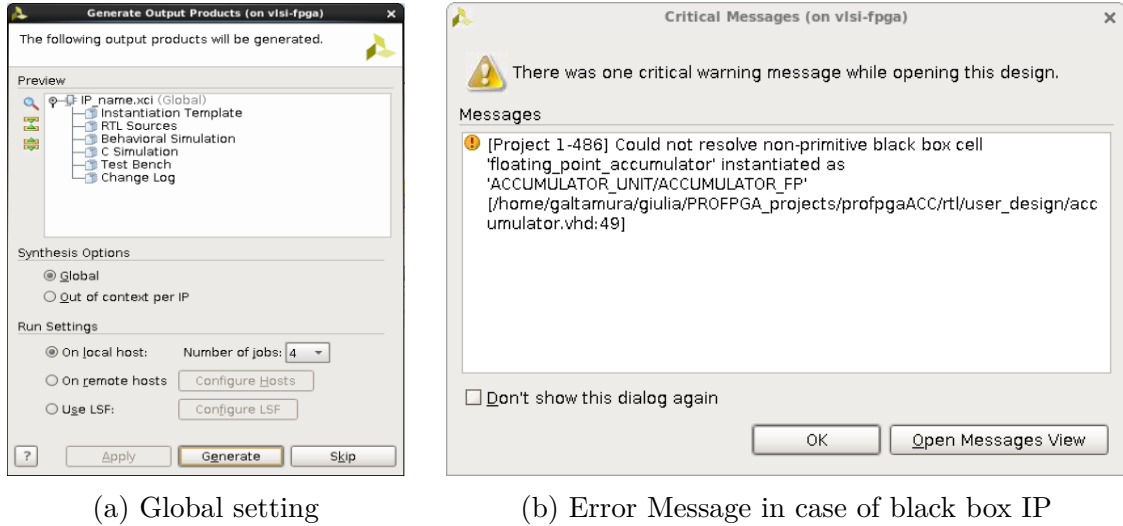 Generate Output Products (on vlsi-fpga)
The following output products will be generated.
Preview
IP_name.xci (Global)
Instantiation Template
RTL Sources
Behavioral Simulation
C Simulation
Test Bench
Change Log
Synthesis Options
Global
Out of context per IP
Run Settings
On local host: Number of jobs: 4
On remote hosts Configure Hosts
Use LSF: Configure LSF
? Apply Generate Skip
(a) Global setting
Critical Messages (on vlsi-fpga)
There was one critical warning message while opening this design.
Messages
[Project 1-486] Could not resolve non-primitive black box cell
'floating_point_accumulator' instantiated as
'ACCUMULATOR_UNIT/ACCUMULATOR_FP'
[/home/galtamura/giulia/PROFPGA_projects/profpgaACC/rtl/user_design/acc
umulator.vhd:49]
Don't show this dialog again
OK Open Messages View
(b) Error Message in case of black box IP